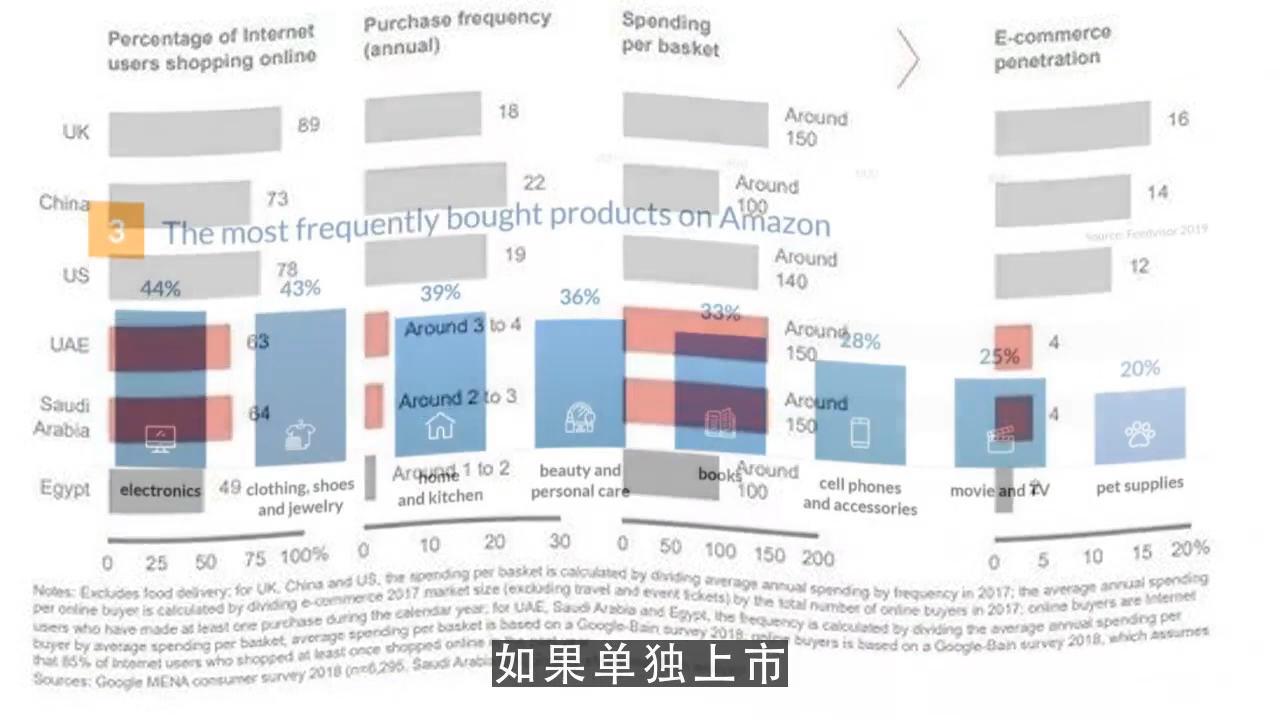 Percentage of Internet
users shopping online
Purchase frequency
(annual)
Spending
per basket
E-commerce
penetration
UK
89
18
Around
150
16
China
73
22
Around
100
14
3
The most frequently bought products on Amazon
Source: Feedvisor 2019
US
78
19
Around
140
12
44%
43%
39%
36%
33%
28%
25%
20%
UAE
63
Around 3 to 4
Around
150
4
Saudi
Arabia
64
Around 2 to 3
Around
150
4
Egypt
49
Around 1 to 2
Around
100
electronics
clothing, shoes
and jewelry
home
and kitchen
beauty and
personal care
books
cell phones
and accessories
movie and TV
pet supplies
0 25 50 75 100%
0 10 20 30
0 50 100 150 200
0 5 10 15 20%
Notes: Excludes food delivery; for UK, China and US, the spending per basket is calculated by dividing average annual spending by frequency in 2017; the average annual spending
per online buyer is calculated by dividing e-commerce 2017 market size (excluding travel and event tickets) by the total number of online buyers in 2017; online buyers are Internet
users who have made at least one purchase during the calendar year; for UAE, Saudi Arabia and Egypt, the frequency is calculated by dividing the average annual spending per
buyer by average spending per basket, average spending per basket is based on a Google-Bain survey 2018; online buyers is based on a Google-Bain survey 2018, which assumes
that 85% of Internet users who shopped at least once shopped online
Sources: Google MENA consumer survey 2018 (n=6,295, Saudi Arabia
如果单独上市